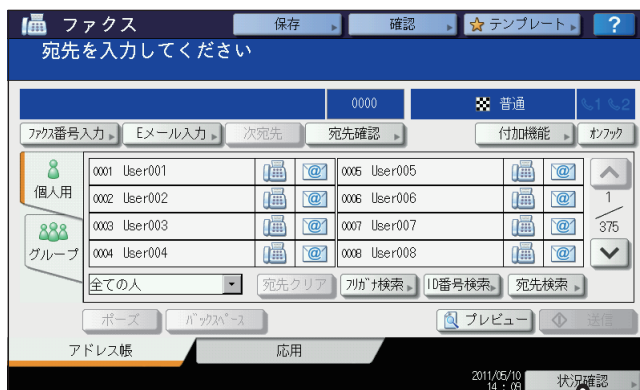 ファクス 保存 確認 テンプレート ?
宛先を入力してください
0000 普通 1 2
ファクス番号入力 Eメール入力 次宛先 宛先確認 付加機能 オンフック
個人用
グループ
0001 User001 0005 User005
0002 User002 0006 User006
0003 User003 0007 User007
0004 User004 0008 User008
1
375
全ての人 宛先クリア フリガナ検索 ID番号検索 宛先検索
ポーズ バックスペース プレビュー 送信
アドレス帳 応用
2011/05/10
14:09 状況確認